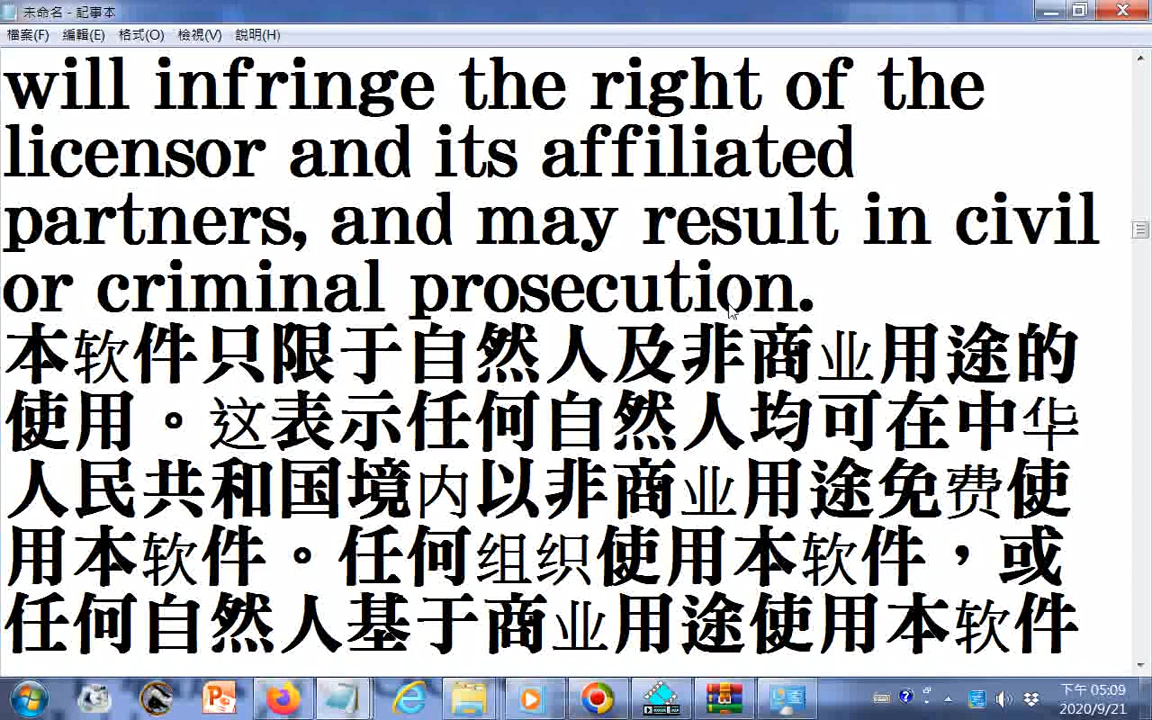 未命名 - 記事本
檔案(F) 編輯(E) 格式(O) 檢視(V) 說明(H)
will infringe the right of the
licensor and its affiliated
partners, and may result in civil
or criminal prosecution.
本软件只限于自然人及非商业用途的
使用。这表示任何自然人均可在中华
人民共和国境内以非商业用途免费使
用本软件。任何组织使用本软件，或
任何自然人基于商业用途使用本软件
下午 05:09
2020/9/21